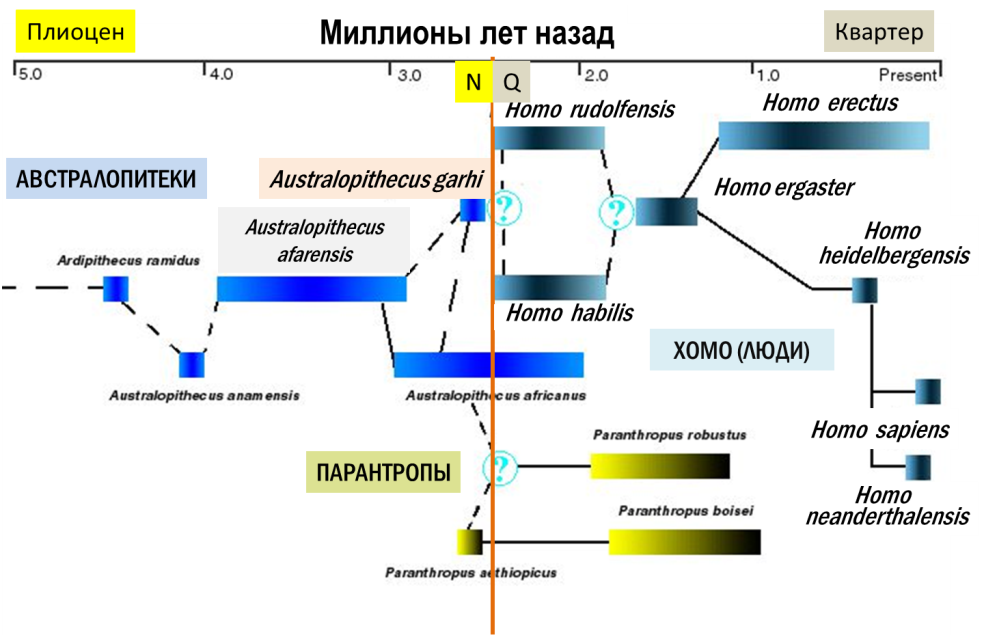 Плиоцен
Миллионы лет назад
Квартер
5.0
4.0
3.0
2.0
1.0
Present
N
Q
Homo rudolfensis
Homo erectus
АВСТРАЛОПИТЕКИ
Australopithecus garhi
?
?
Homo ergaster
Australopithecus
afarensis
Ardipithecus ramidus
Homo
heidelbergensis
Homo habilis
ХОМО (ЛЮДИ)
Australopithecus anamensis
Australopithecus africanus
Homo sapiens
Paranthropus robustus
ПАРАНТРОПЫ
?
Homo
neanderthalensis
Paranthropus boisei
Paranthropus aethiopicus